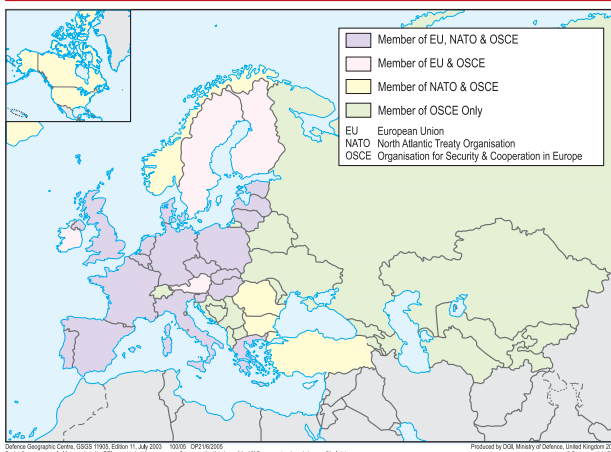 Member of EU, NATO & OSCE
Member of EU & OSCE
Member of NATO & OSCE
Member of OSCE Only
EU European Union
NATO North Atlantic Treaty Organisation
OSCE Organisation for Security & Cooperation in Europe
Defence Geographic Centre, GSGS 11905, Edition 11, July 2003 100/05 OP21/6/2005
Produced by DGII, Ministry of Defence, United Kingdom 20